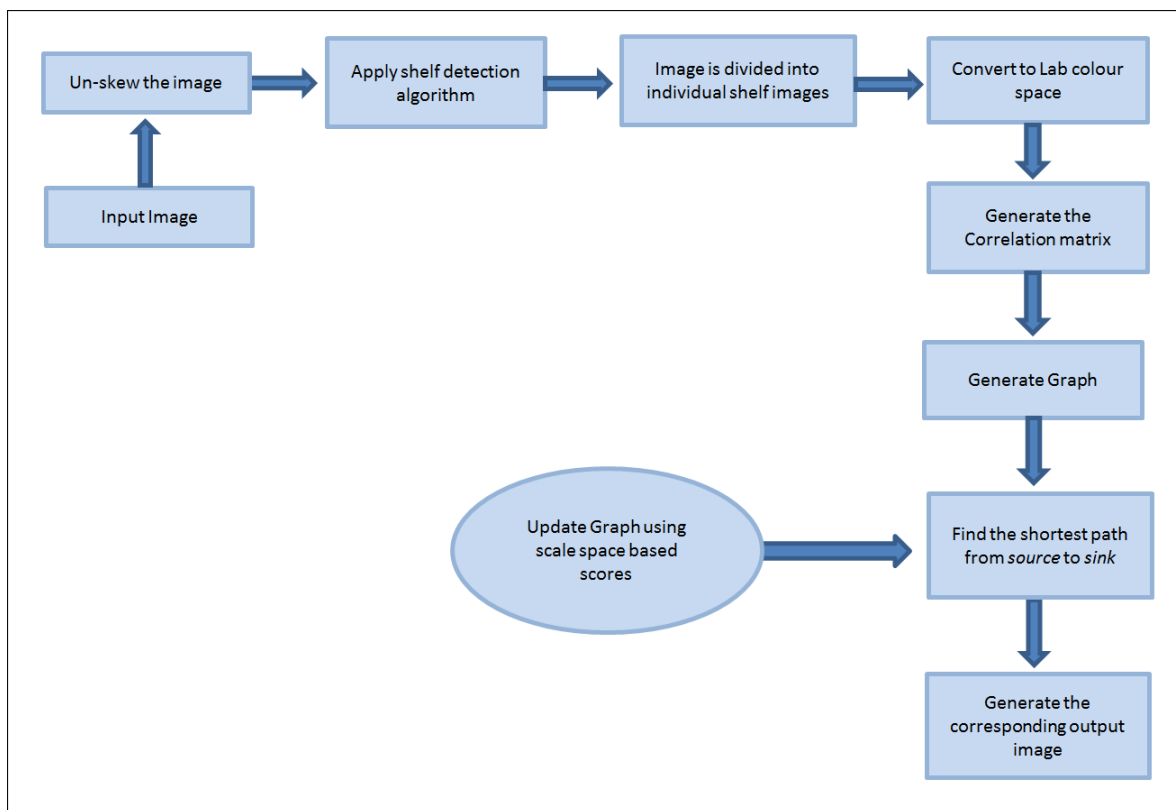 Input Image
Un-skew the image
Apply shelf detection
algorithm
Image is divided into
individual shelf images
Convert to Lab colour
space
Generate the
Correlation matrix
Generate Graph
Update Graph using
scale space based
scores
Find the shortest path
from source to sink
Generate the
corresponding output
image